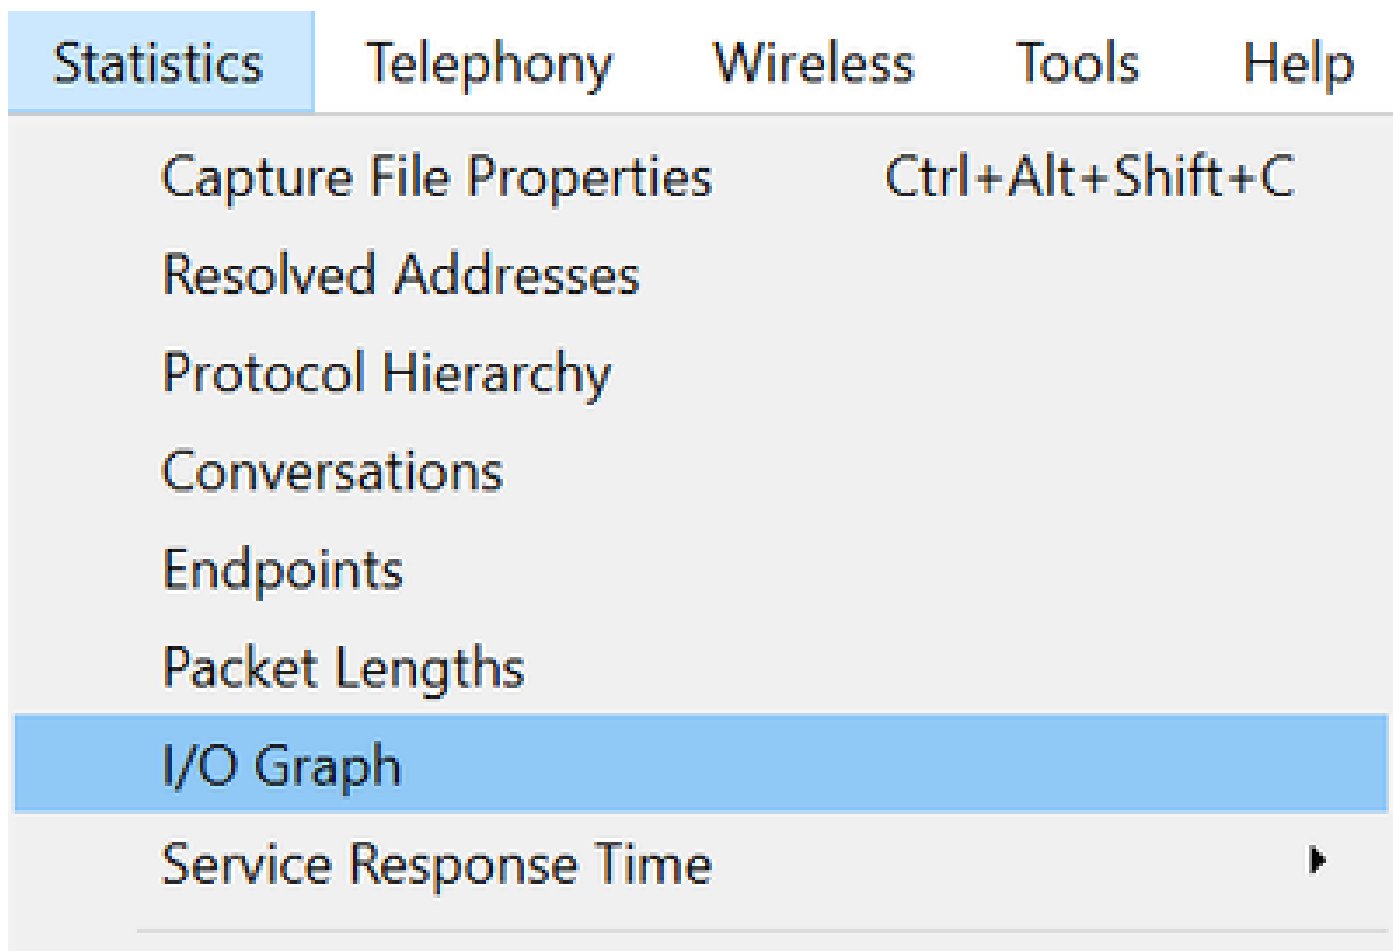 Statistics Telephony Wireless Tools Help
Capture File Properties Ctrl+Alt+Shift+C
Resolved Addresses
Protocol Hierarchy
Conversations
Endpoints
Packet Lengths
I/O Graph
Service Response Time